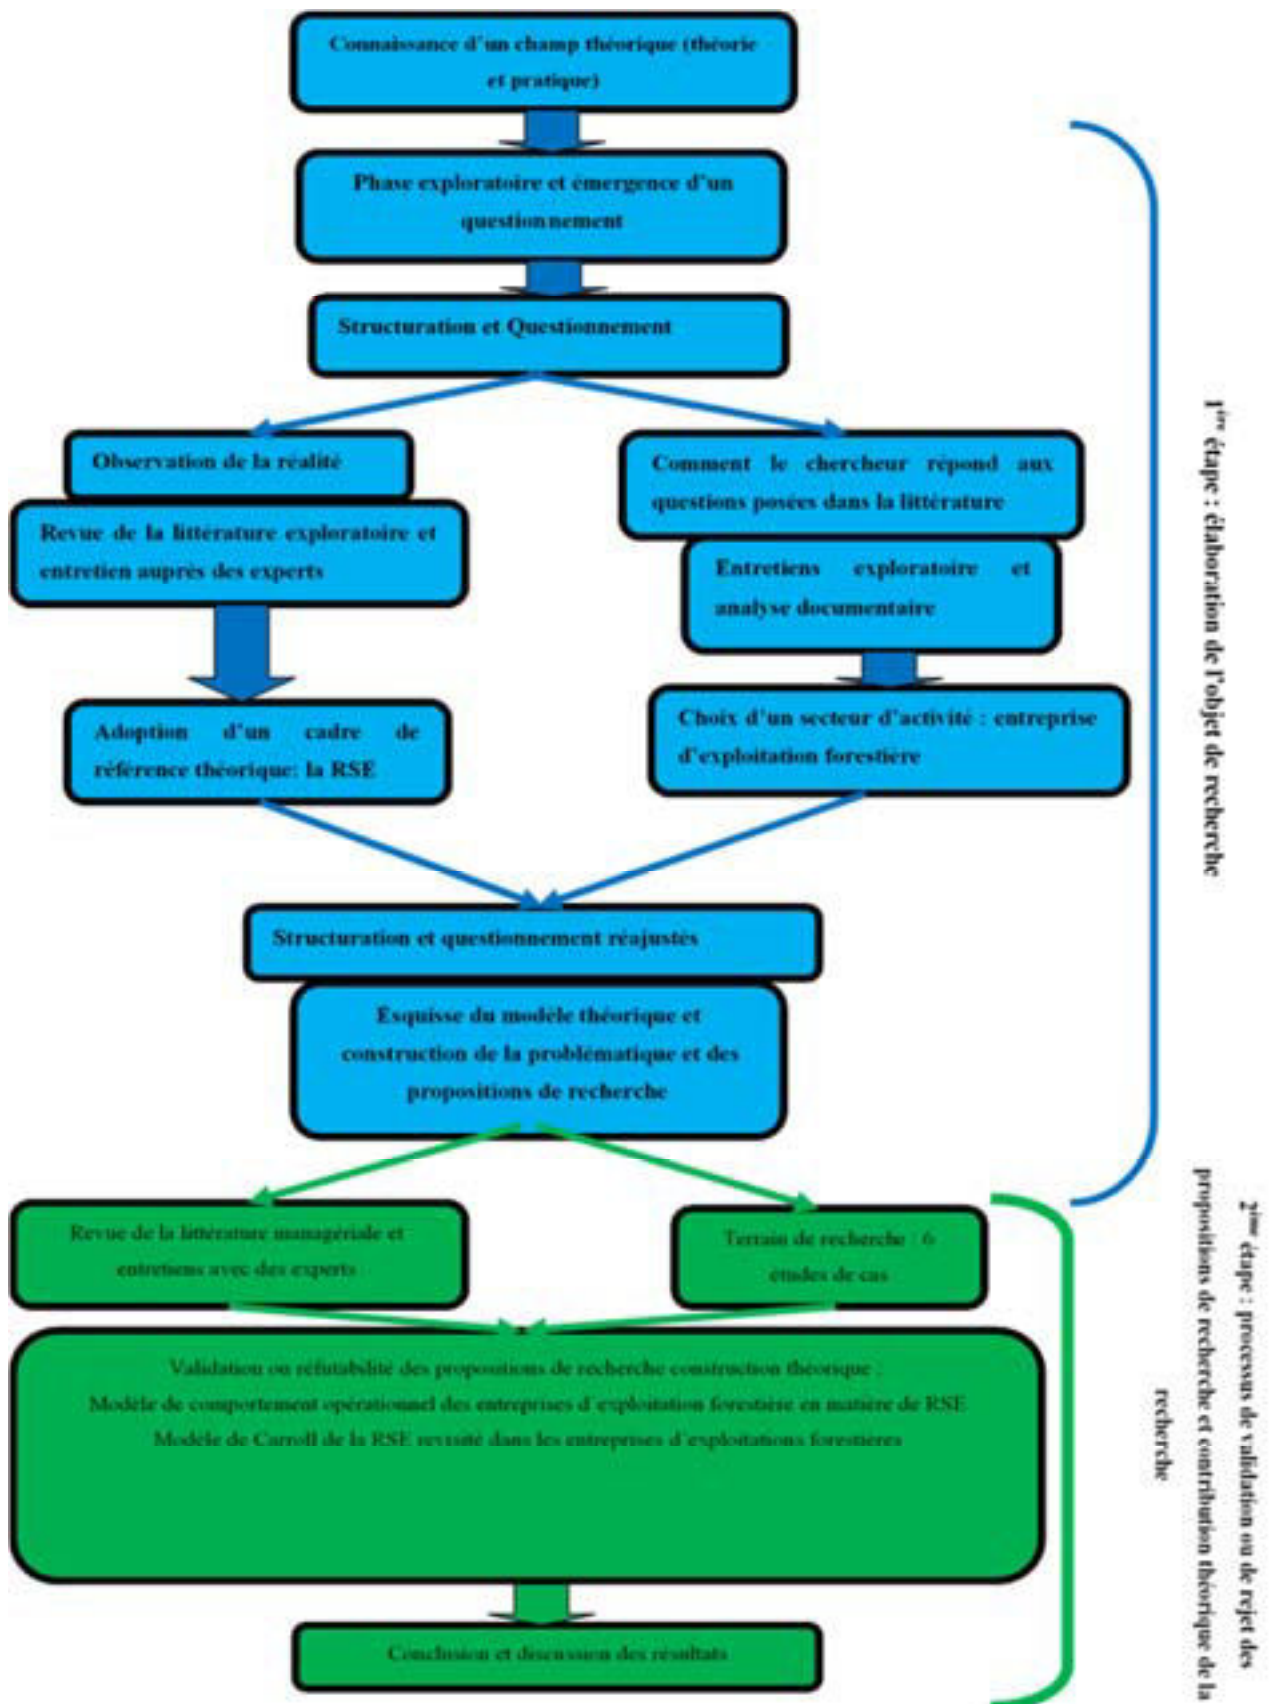 Connaissance d'un champ théorique (théorie
et pratique)
Phase exploratoire et émergence d'un
questionnement
Structuration et Questionnement
Observation de la réalité
Revue de la littérature exploratoire et
entretien auprès des experts
Adoption d'un cadre de
référence théorique: la RSE
Comment le chercheur répond aux
questions posées dans la littérature
Entretiens exploratoire et
analyse documentaire
Choix d'un secteur d'activité : entreprise
d'exploitation forestière
Structuration et questionnement réajustés
Esquisse du modèle théorique et
construction de la problématique et des
propositions de recherche
1ère étape : élaboration de l'objet de recherche
Revue de la littérature managériale et
entretiens avec des experts
Terrain de recherche : 6
études de cas
Validation ou réfutabilité des propositions de recherche construction théorique :
Modèle de comportement opérationnel des entreprises d'exploitation forestière en matière de RSE
Modèle de Carroll de la RSE revisité dans les entreprises d'exploitations forestières
Conclusion et discussion des résultats
2ème étape : processus de validation ou de rejet des
propositions de recherche et contribution théorique de la
recherche